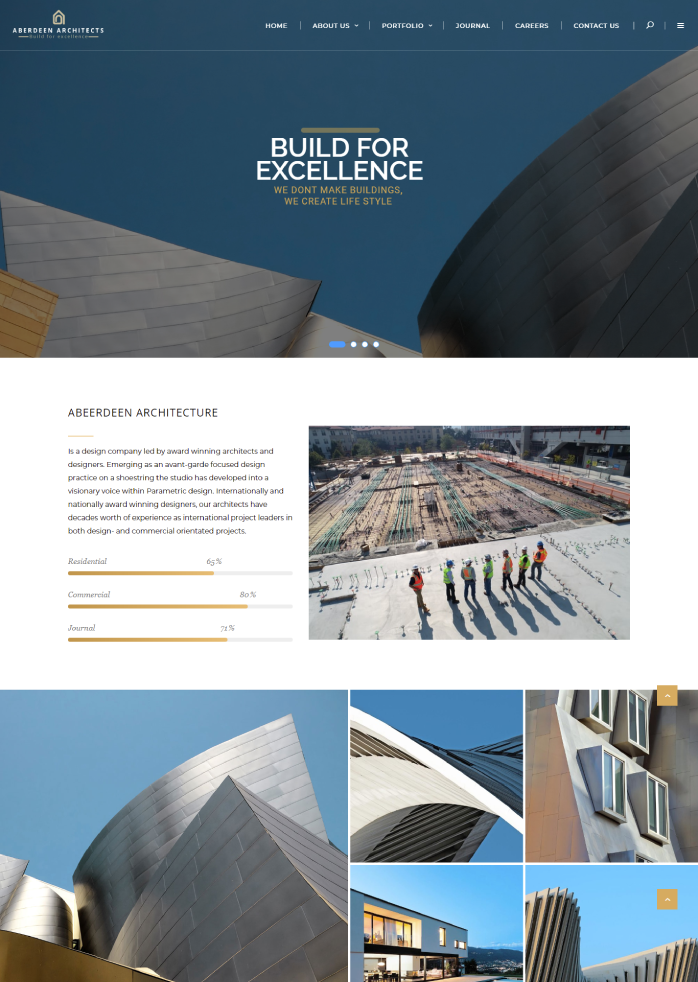 ABERDEEN ARCHITECTS
Build for excellence
HOME
ABOUT US
PORTFOLIO
JOURNAL
CAREERS
CONTACT US
BUILD FOR
EXCELLENCE
WE DONT MAKE BUILDINGS,
WE CREATE LIFE STYLE
ABEERDEEN ARCHITECTURE
Is a design company led by award winning architects and
designers. Emerging as an avant-garde focused design
practice on a shoestring the studio has developed into a
visionary voice within Parametric design. Internationally and
nationally award winning designers, our architects have
decades worth of experience as international project leaders in
both design- and commercial orientated projects.
Residential 65%
Commercial 80%
Journal 71%